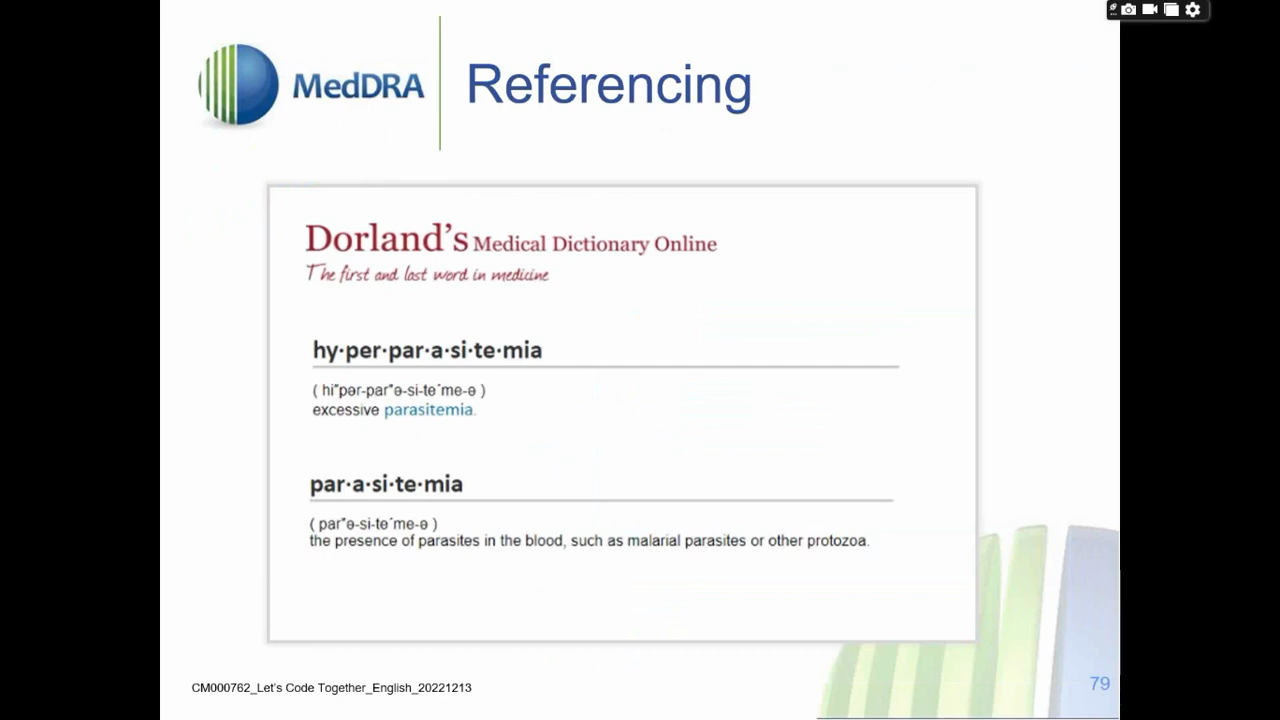 MedDRA
Referencing
Dorland's Medical Dictionary Online
The first and last word in medicine
hy·per·par·a·si·te·mia
( hi″pər-par″ə-si-te´me-ə )
excessive parasitemia.
par·a·si·te·mia
( par″ə-si-te´me-ə )
the presence of parasites in the blood, such as malarial parasites or other protozoa.
CM000762_Let's Code Together_English_20221213
79